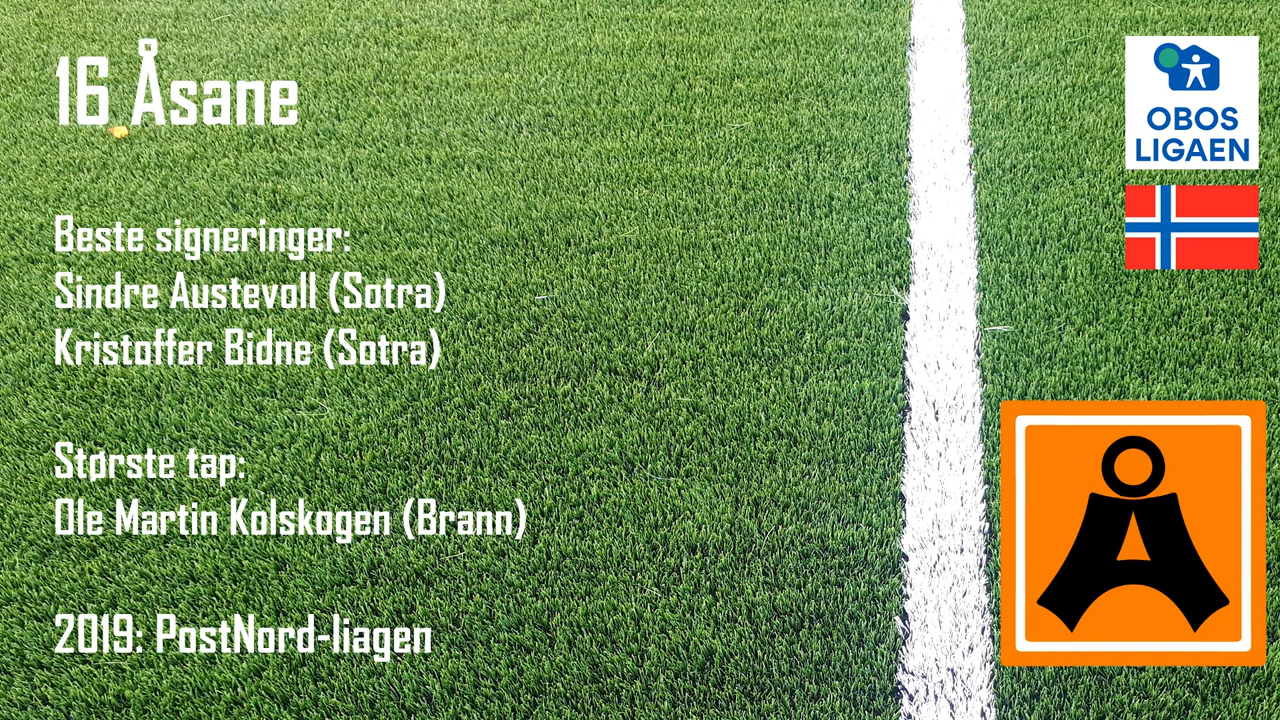 16 Åsane
Beste signeringer:
Sindre Austevoll (Sotra)
Kristoffer Bidne (Sotra)
Største tap:
Ole Martin Kolskogen (Brann)
2019: PostNord-liagen
OBOS
LIGAEN
Å